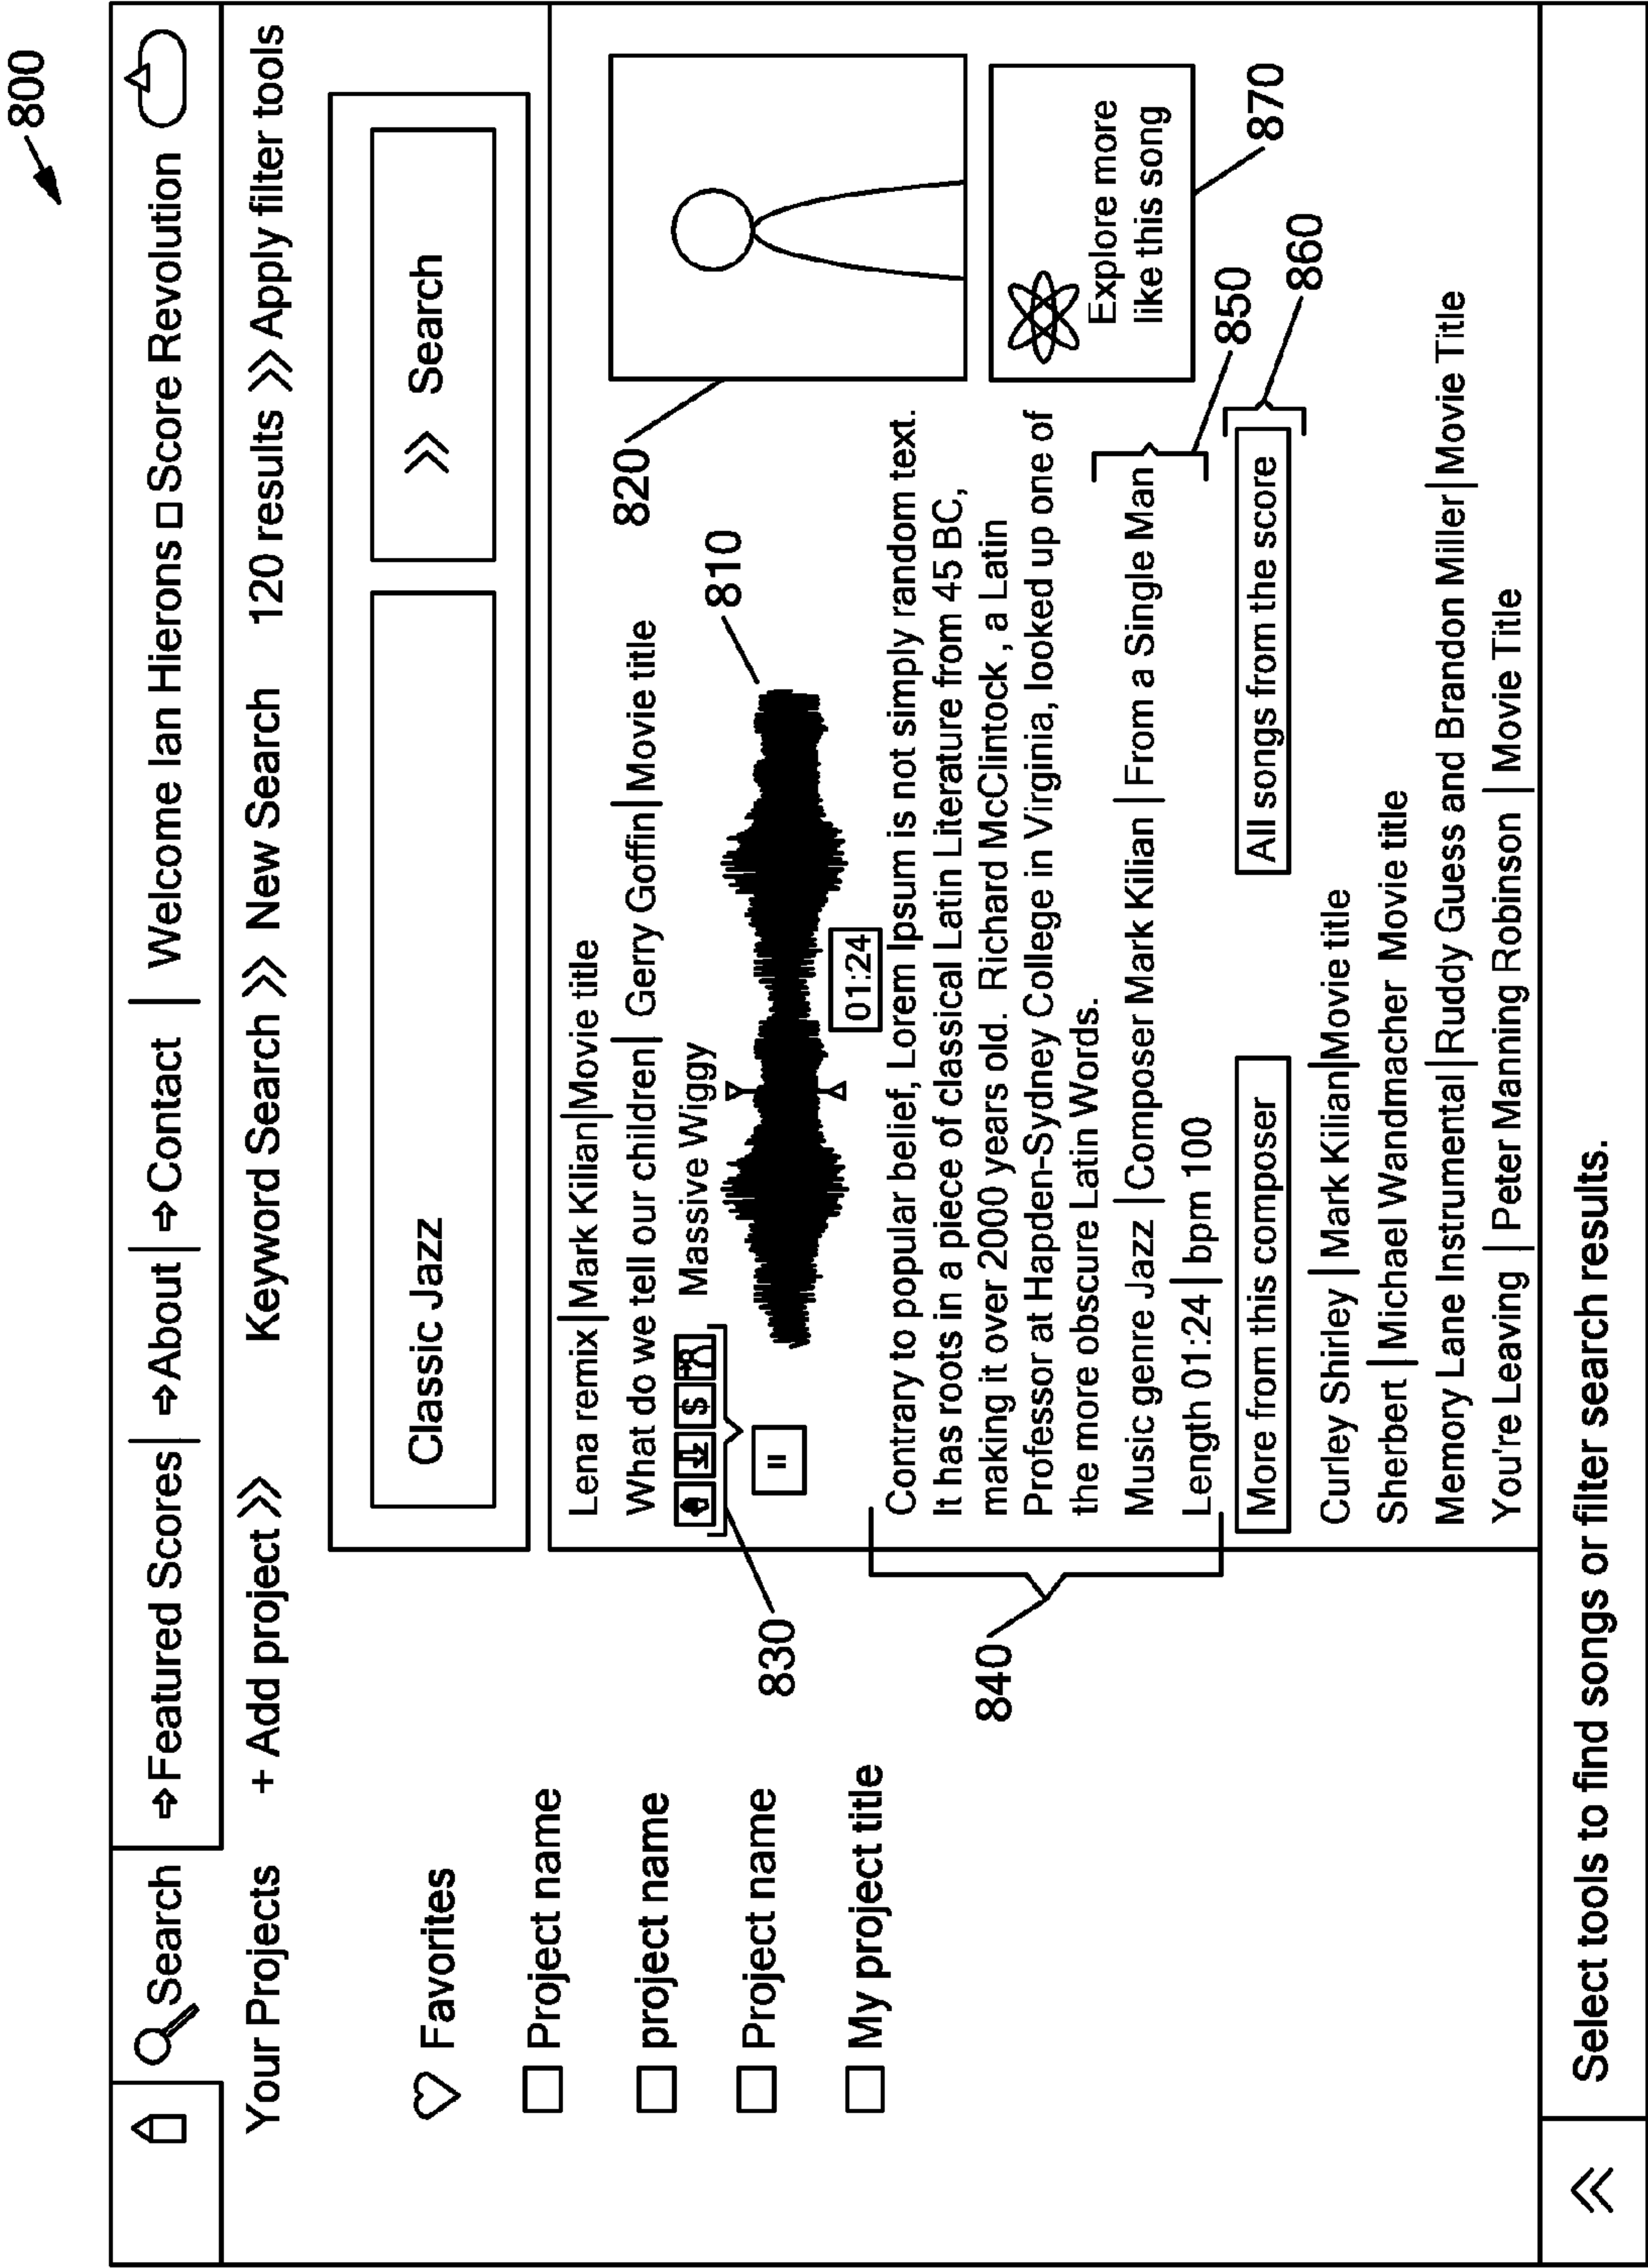 800
Search ⇨Featured Scores | ⇨About | ⇨Contact | Welcome Ian Hierons □ Score Revolution
Your Projects + Add project >> Keyword Search >> New Search 120 results >> Apply filter tools
Classic Jazz
>> Search
Favorites
Project name
project name
Project name
My project title
Lena remix | Mark Kilian | Movie title
What do we tell our children | Gerry Goffin | Movie title
$ Massive Wiggy
01:24
810
820
830
Contrary to popular belief, Lorem Ipsum is not simply random text.
It has roots in a piece of classical Latin Literature from 45 BC,
making it over 2000 years old. Richard McClintock , a Latin
Professor at Hapden-Sydney College in Virginia, looked up one of
the more obscure Latin Words.
Music genre Jazz | Composer Mark Kilian | From a Single Man
Length 01:24 | bpm 100
840
850
Explore more
like this song
870
More from this composer
All songs from the score
860
Curley Shirley | Mark Kilian | Movie title
Sherbert | Michael Wandmacher Movie title
Memory Lane Instrumental | Ruddy Guess and Brandon Miller | Movie Title
You're Leaving | Peter Manning Robinson | Movie Title
<< Select tools to find songs or filter search results.